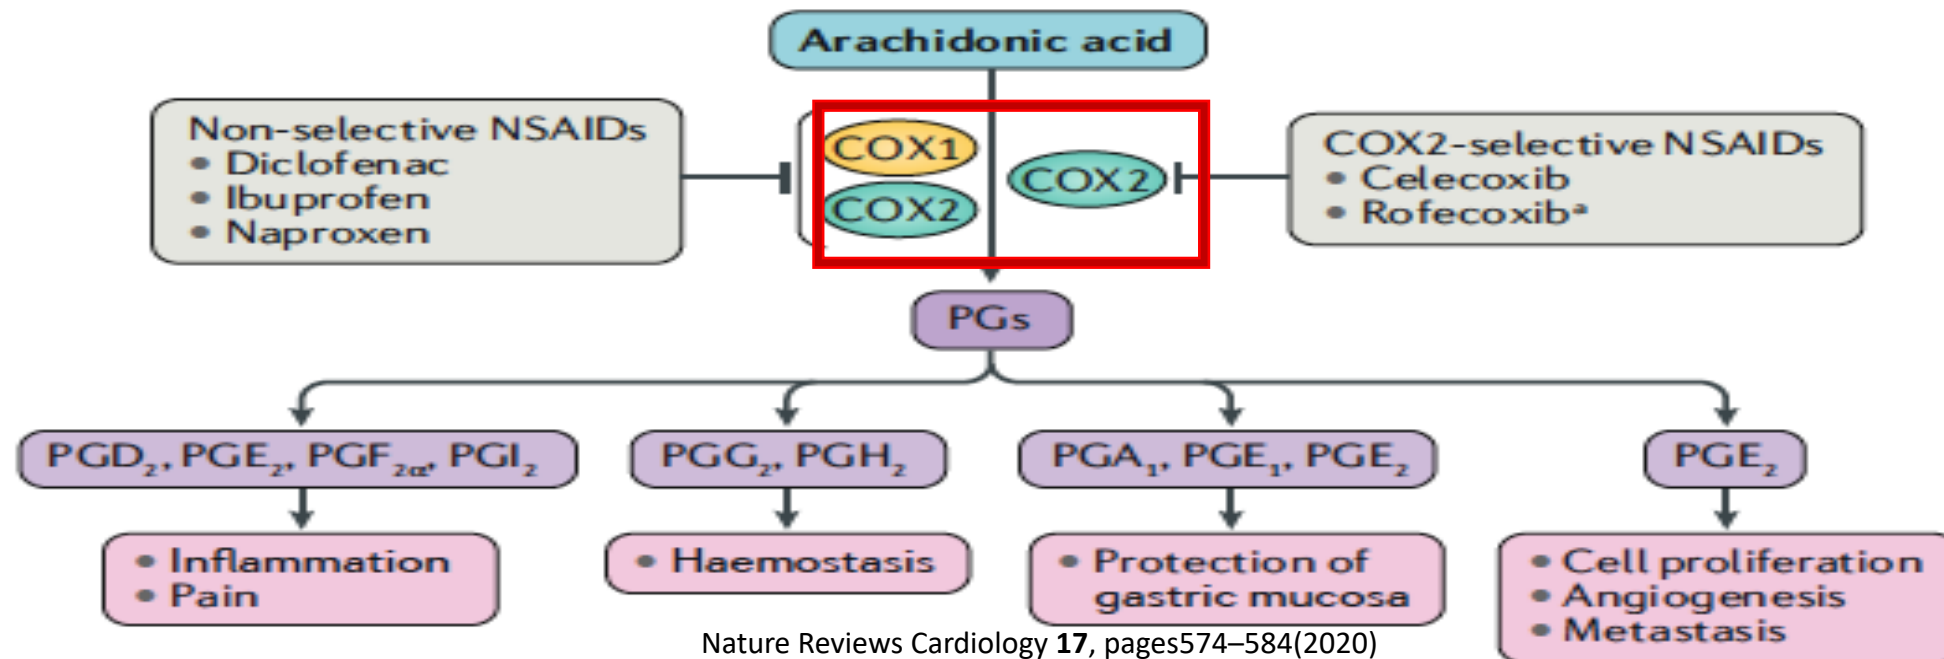 Arachidonic acid
Non-selective NSAIDs
• Diclofenac
• Ibuprofen
• Naproxen
COX1
COX2
COX2
COX2-selective NSAIDs
• Celecoxib
• Rofecoxibᵃ
PGs
PGD₂, PGE₂, PGF₂α, PGI₂
PGG₂, PGH₂
PGA₁, PGE₁, PGE₂
PGE₂
• Inflammation
• Pain
• Haemostasis
• Protection of
gastric mucosa
• Cell proliferation
• Angiogenesis
• Metastasis
Nature Reviews Cardiology 17, pages574–584(2020)